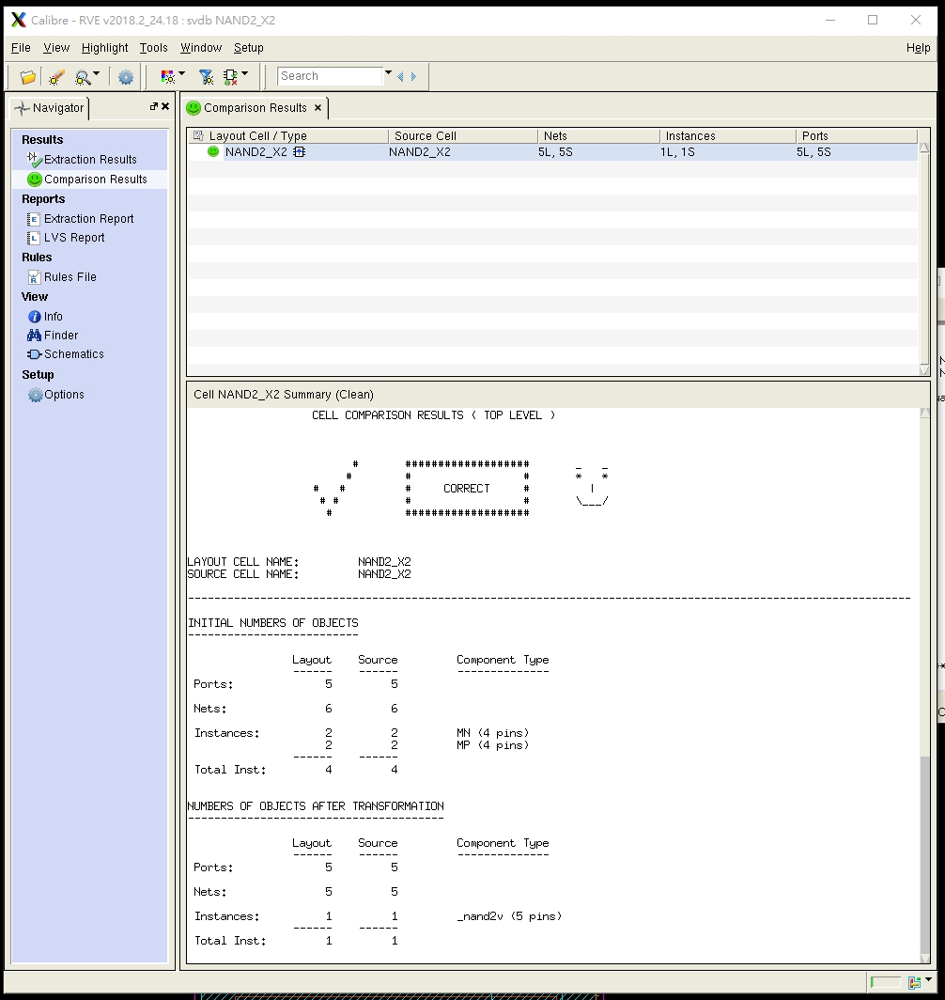 Calibre - RVE v2018.2_24.18 : svdb NAND2_X2
File View Highlight Tools Window Setup Help
Search
Navigator
Comparison Results
Results
Extraction Results
Comparison Results
Reports
Extraction Report
LVS Report
Rules
Rules File
View
Info
Finder
Schematics
Setup
Options
Layout Cell / Type Source Cell Nets Instances Ports
NAND2_X2 NAND2_X2 5L, 5S 1L, 1S 5L, 5S
Cell NAND2_X2 Summary (Clean)
CELL COMPARISON RESULTS ( TOP LEVEL )
# ################### _ _
# # # * *
# # # CORRECT # |
# # # # \___/
# ###################
LAYOUT CELL NAME: NAND2_X2
SOURCE CELL NAME: NAND2_X2
--------------------------------------------------------------------------------------------------------------
INITIAL NUMBERS OF OBJECTS
--------------------------
Layout Source Component Type
------ ------ --------------
Ports: 5 5
Nets: 6 6
Instances: 2 2 MN (4 pins)
2 2 MP (4 pins)
------ ------
Total Inst: 4 4
NUMBERS OF OBJECTS AFTER TRANSFORMATION
---------------------------------------
Layout Source Component Type
------ ------ --------------
Ports: 5 5
Nets: 5 5
Instances: 1 1 _nand2v (5 pins)
------ ------
Total Inst: 1 1